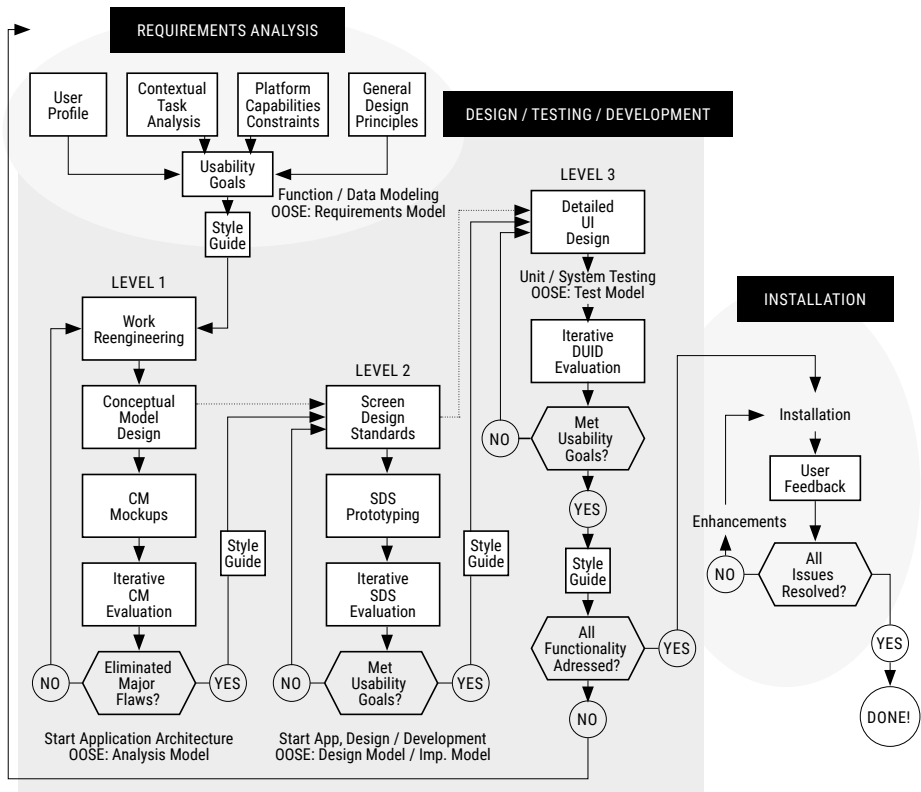 REQUIREMENTS ANALYSIS
User
Profile
Contextual
Task
Analysis
Platform
Capabilities
Constraints
General
Design
Principles
Usability
Goals
Function / Data Modeling
OOSE: Requirements Model
Style
Guide
DESIGN / TESTING / DEVELOPMENT
LEVEL 1
Work
Reengineering
Conceptual
Model
Design
CM
Mockups
Iterative
CM
Evaluation
Eliminated
Major
Flaws?
NO
YES
Style
Guide
Start Application Architecture
OOSE: Analysis Model
LEVEL 2
Screen
Design
Standards
SDS
Prototyping
Iterative
SDS
Evaluation
Met
Usability
Goals?
NO
YES
Style
Guide
Start App, Design / Development
OOSE: Design Model / Imp. Model
LEVEL 3
Detailed
UI
Design
Unit / System Testing
OOSE: Test Model
Iterative
DUID
Evaluation
Met
Usability
Goals?
NO
YES
Style
Guide
All
Functionality
Adressed?
YES
NO
INSTALLATION
Installation
User
Feedback
Enhancements
All
Issues
Resolved?
NO
YES
DONE!